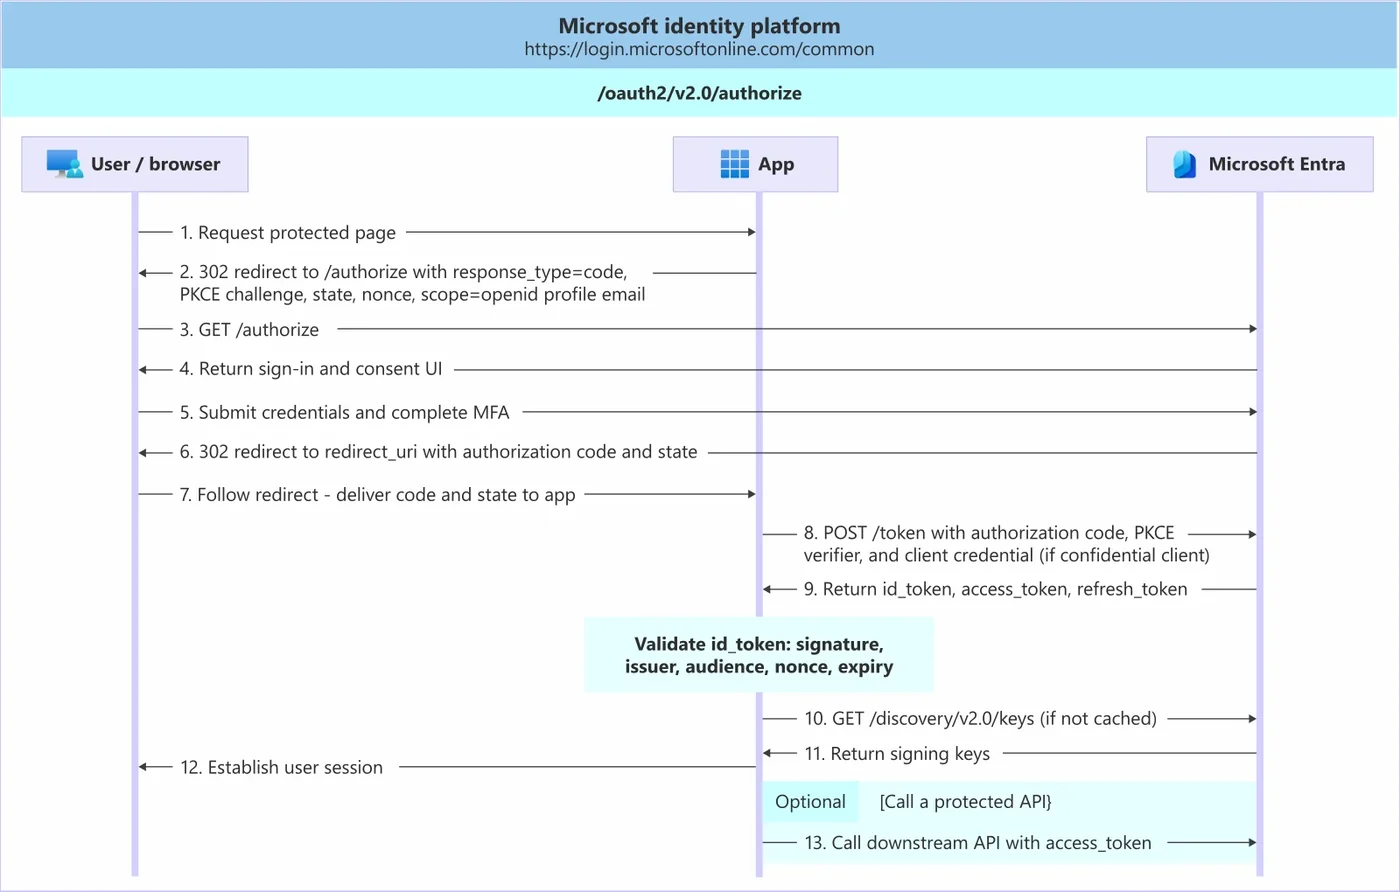 Microsoft identity platform
https://login.microsoftonline.com/common
/oauth2/v2.0/authorize
User / browser
App
Microsoft Entra
1. Request protected page
2. 302 redirect to /authorize with response_type=code,
PKCE challenge, state, nonce, scope=openid profile email
3. GET /authorize
4. Return sign-in and consent UI
5. Submit credentials and complete MFA
6. 302 redirect to redirect_uri with authorization code and state
7. Follow redirect - deliver code and state to app
8. POST /token with authorization code, PKCE
verifier, and client credential (if confidential client)
9. Return id_token, access_token, refresh_token
Validate id_token: signature,
issuer, audience, nonce, expiry
10. GET /discovery/v2.0/keys (if not cached)
11. Return signing keys
12. Establish user session
Optional [Call a protected API}
13. Call downstream API with access_token